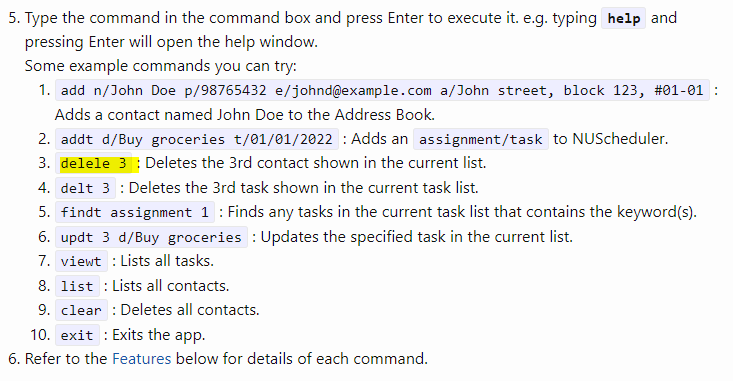 5. Type the command in the command box and press Enter to execute it. e.g. typing help and
pressing Enter will open the help window.
Some example commands you can try:
1. add n/John Doe p/98765432 e/johnd@example.com a/John street, block 123, #01-01 :
Adds a contact named John Doe to the Address Book.
2. addt d/Buy groceries t/01/01/2022 : Adds an assignment/task to NUScheduler.
3. delele 3 : Deletes the 3rd contact shown in the current list.
4. delt 3 : Deletes the 3rd task shown in the current task list.
5. findt assignment 1 : Finds any tasks in the current task list that contains the keyword(s).
6. updt 3 d/Buy groceries : Updates the specified task in the current list.
7. viewt : Lists all tasks.
8. list : Lists all contacts.
9. clear : Deletes all contacts.
10. exit : Exits the app.
6. Refer to the Features below for details of each command.